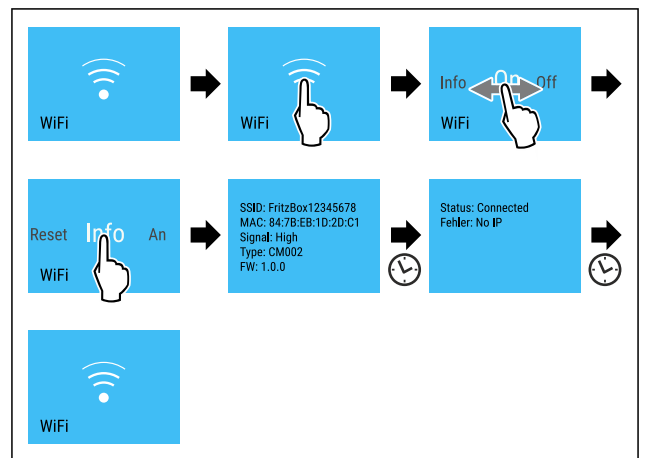 WiFi
WiFi
Info On Off
WiFi
Reset Info An
WiFi
SSID: FritzBox12345678
MAC: 84:7B:EB:1D:2D:C1
Signal: High
Type: CM002
FW: 1.0.0
Status: Connected
Fehler: No IP
WiFi